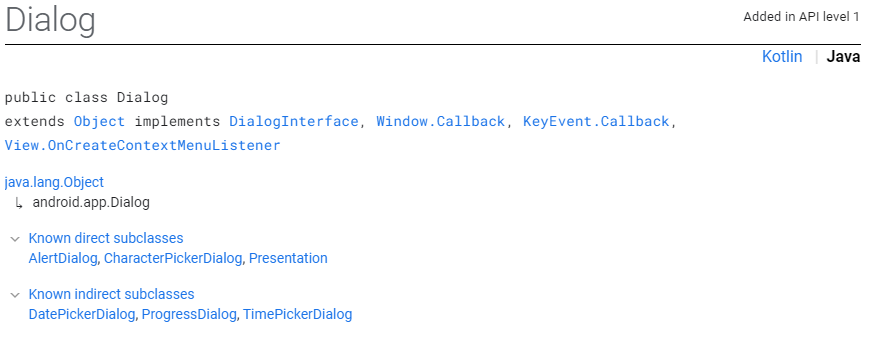 Dialog
Added in API level 1
Kotlin | Java
public class Dialog
extends Object implements DialogInterface, Window.Callback, KeyEvent.Callback,
View.OnCreateContextMenuListener
java.lang.Object
↳ android.app.Dialog
Known direct subclasses
AlertDialog, CharacterPickerDialog, Presentation
Known indirect subclasses
DatePickerDialog, ProgressDialog, TimePickerDialog